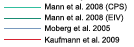 Mann et al. 2008 (CPS)
Mann et al. 2008 (EIV)
Moberg et al. 2005
Kaufmann et al. 2009